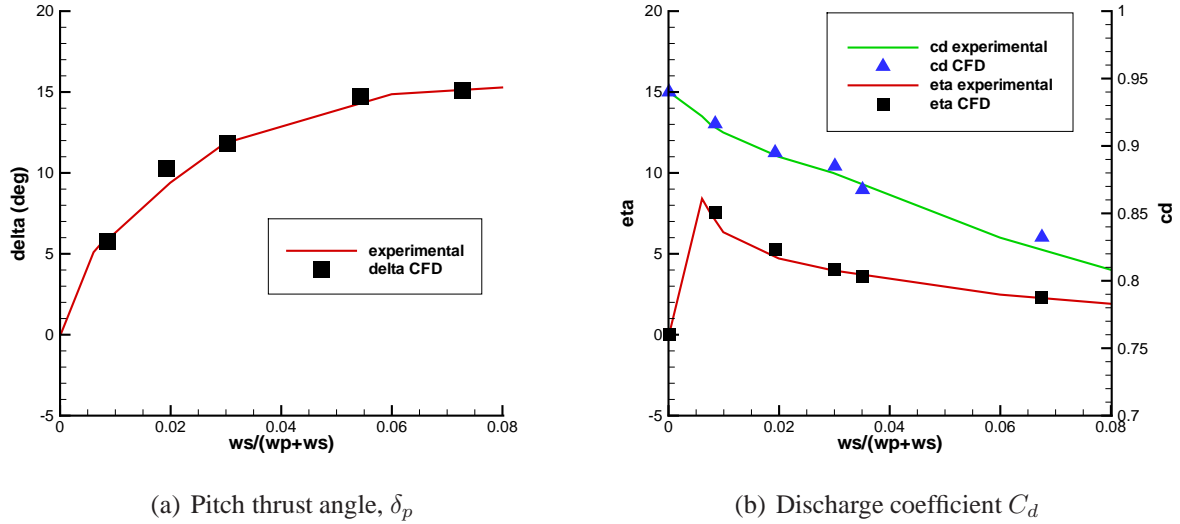 20
15
10
5
0
-5
delta (deg)
0
0.02
0.04
0.06
0.08
ws/(wp+ws)
experimental
delta CFD
(a) Pitch thrust angle, δp
20
15
10
5
0
-5
eta
0
0.02
0.04
0.06
0.08
ws/(wp+ws)
1
0.95
0.9
0.85
0.8
0.75
0.7
cd
cd experimental
cd CFD
eta experimental
eta CFD
(b) Discharge coefficient Cd